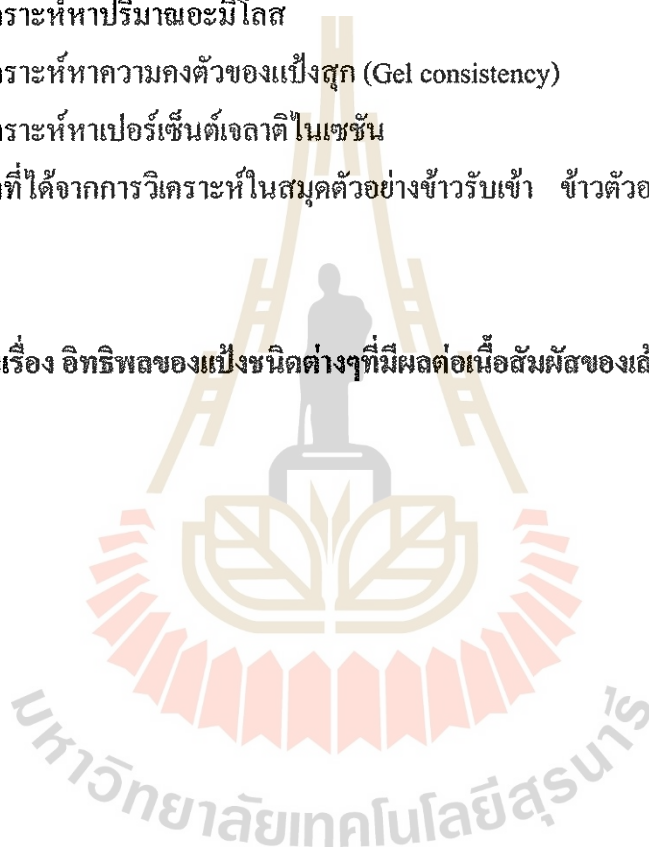 คราะห์หาปริมาณอะมิโลส
คราะห์หาความคงตัวของแป้งสุก (Gel consistency)
คราะห์หาเปอร์เซ็นต์เจลาติไนเซชัน
ที่ได้จากการวิเคราะห์ในสมุดตัวอย่างข้าวรับเข้า ข้าวตัวอ
เรื่อง อิทธิพลของแป้งชนิดต่างๆที่มีผลต่อเนื้อสัมผัสของเส้
มหาวิทยาลัยเทคโนโลยีสุรนารี